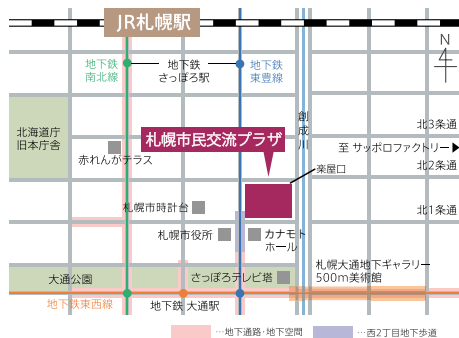 JR札幌駅
N
地下鉄
南北線
地下鉄
さっぽろ駅
地下鉄
東豊線
創成川
北3条通
北海道庁
旧本庁舎
札幌市民交流プラザ
赤れんがテラス
至 サッポロファクトリー
北2条通
楽屋口
札幌市時計台
北1条通
札幌市役所
カナモト
ホール
大通公園
さっぽろテレビ塔
札幌大通地下ギャラリー
500m美術館
地下鉄東西線
地下鉄 大通駅
…地下通路・地下空間
…西2丁目地下歩道